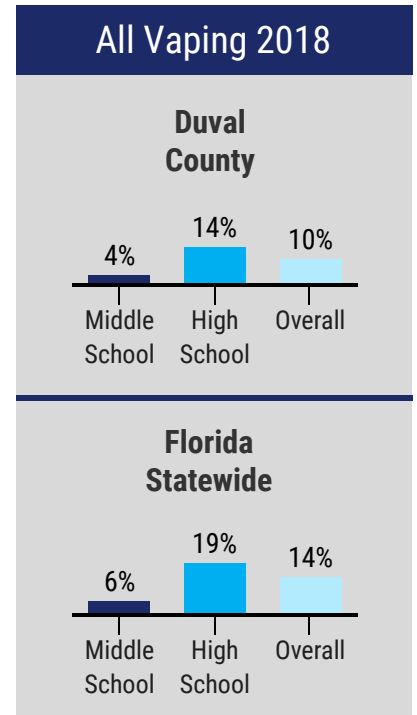 All Vaping 2018
Duval
County
4%
14%
10%
Middle
School
High
School
Overall
Florida
Statewide
6%
19%
14%
Middle
School
High
School
Overall